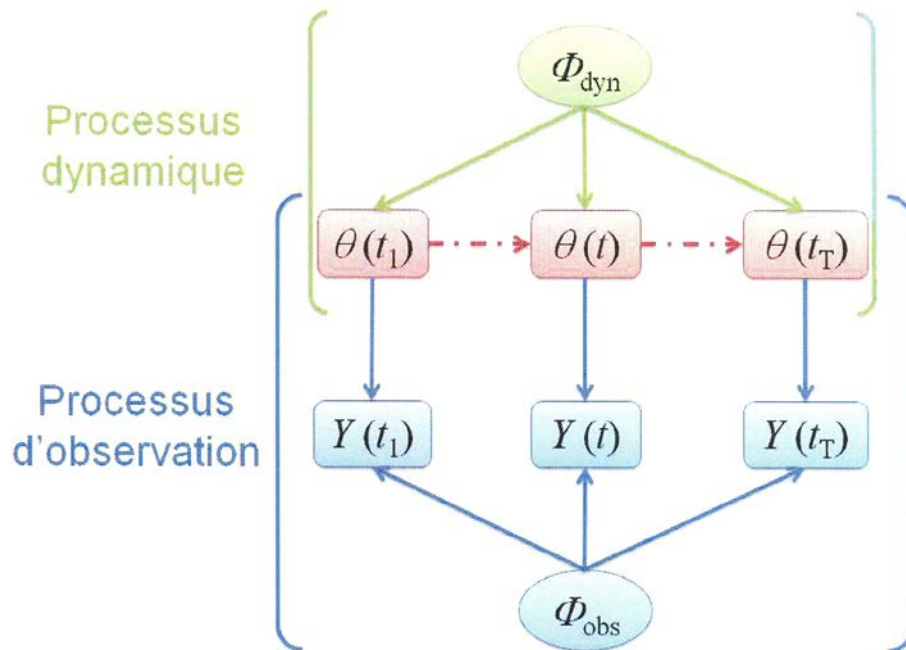 Φdyn
Processus
dynamique
θ(t1) θ(t) θ(tT)
Processus
d'observation
Y(t1) Y(t) Y(tT)
Φobs